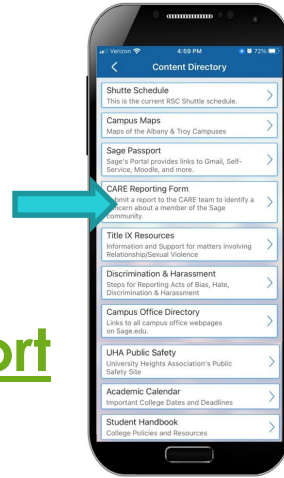 Verizon 4:59 PM 72%
Content Directory
Shutte Schedule
This is the current RSC Shuttle schedule.
Campus Maps
Maps of the Albany & Troy Campuses
Sage Passport
Sage's Portal provides links to Gmail, Self-
Service, Moodle, and more.
CARE Reporting Form
submit a report to the CARE team to identify a
concern about a member of the Sage
community.
Title IX Resources
Information and Support for matters involving
Relationship/Sexual Violence
Discrimination & Harassment
Steps for Reporting Acts of Bias, Hate,
Discrimination & Harassment
Campus Office Directory
Links to all campus office webpages
on Sage.edu.
ort
UHA Public Safety
University Heights Association's Public
Safety Site
Academic Calendar
Important College Dates and Deadlines
Student Handbook
College Policies and Resources